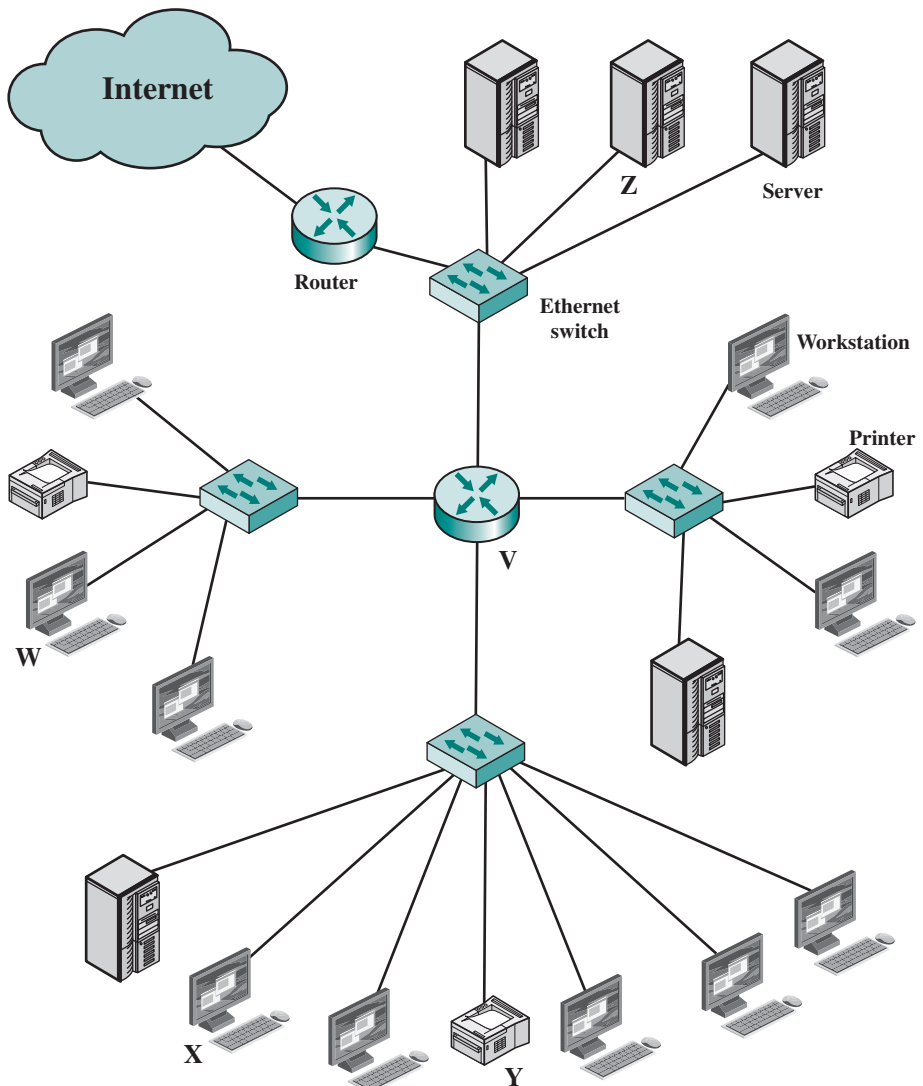 Internet
Z
Server
Router
Ethernet
switch
Workstation
Printer
V
W
X
Y